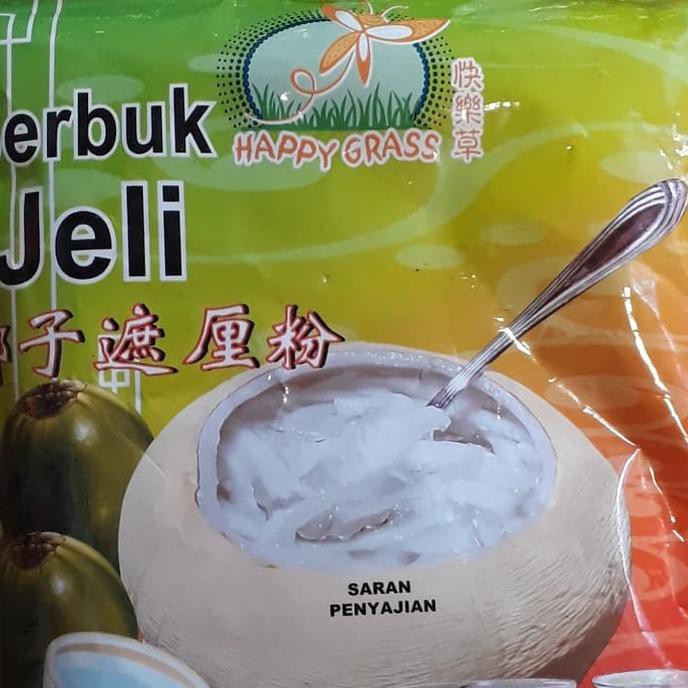 HAPPY GRASS
快樂草
erbuk
Jeli
子遮厘粉
SARAN
PENYAJIAN